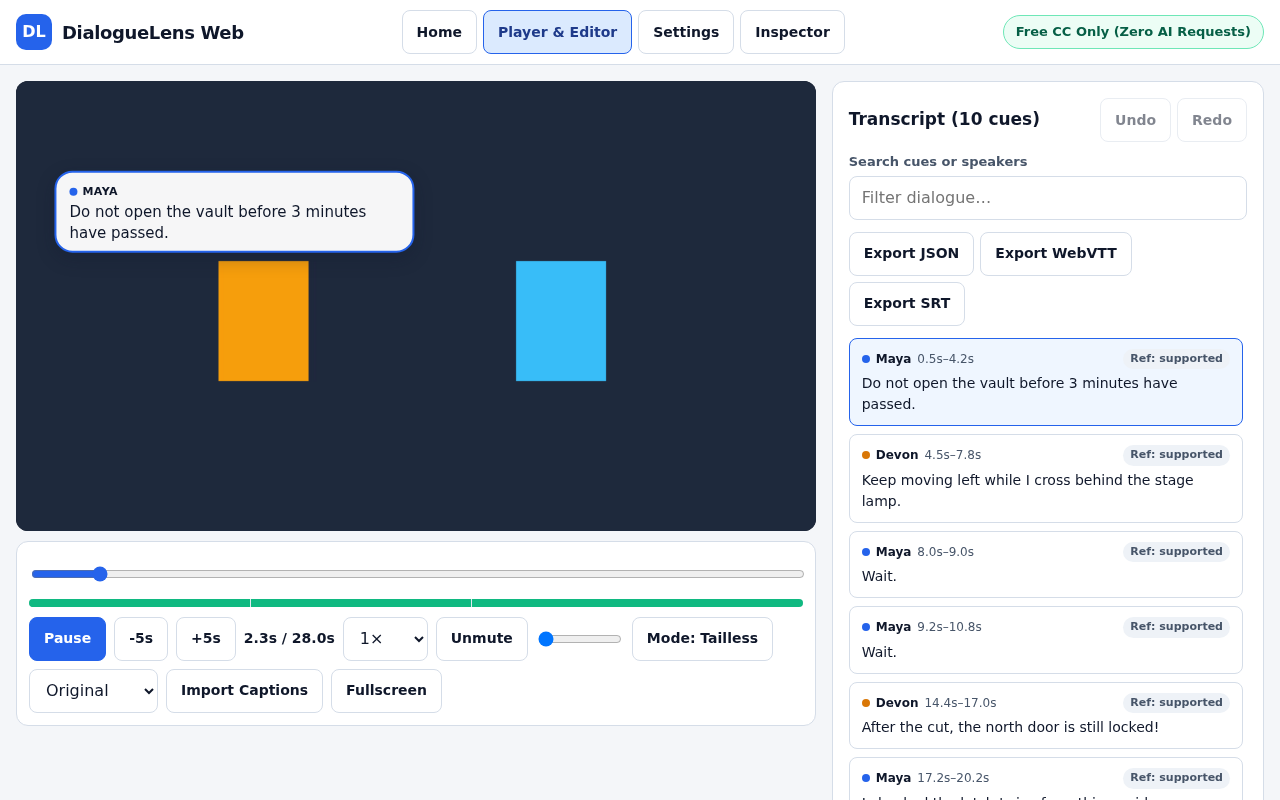 DL DialogueLens Web
Home
Player & Editor
Settings
Inspector
Free CC Only (Zero AI Requests)
MAYA
Do not open the vault before 3 minutes
have passed.
Pause
-5s
+5s
2.3s / 28.0s
1×
Unmute
Mode: Tailless
Original
Import Captions
Fullscreen
Transcript (10 cues)
Undo
Redo
Search cues or speakers
Filter dialogue…
Export JSON
Export WebVTT
Export SRT
Maya 0.5s–4.2s Ref: supported
Do not open the vault before 3 minutes have
passed.
Devon 4.5s–7.8s Ref: supported
Keep moving left while I cross behind the stage
lamp.
Maya 8.0s–9.0s Ref: supported
Wait.
Maya 9.2s–10.8s Ref: supported
Wait.
Devon 14.4s–17.0s Ref: supported
After the cut, the north door is still locked!
Maya 17.2s–20.2s Ref: supported